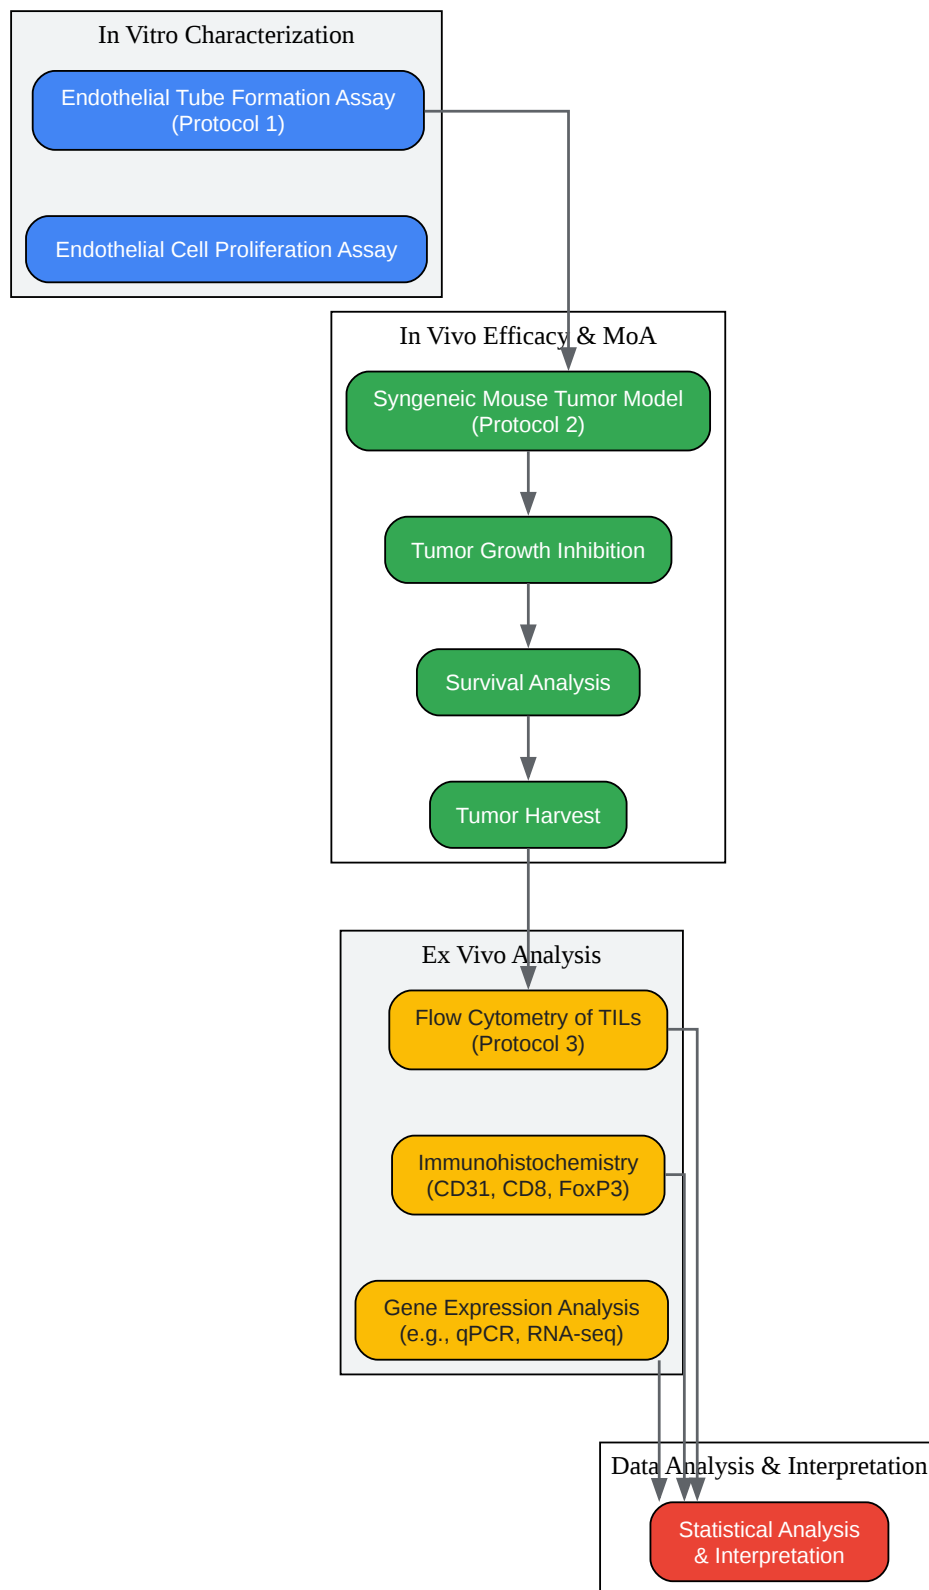 In Vitro Characterization
Endothelial Tube Formation Assay
(Protocol 1)
Endothelial Cell Proliferation Assay
In Vivo Efficacy & MoA
Syngeneic Mouse Tumor Model
(Protocol 2)
Tumor Growth Inhibition
Survival Analysis
Tumor Harvest
Ex Vivo Analysis
Flow Cytometry of TILs
(Protocol 3)
Immunohistochemistry
(CD31, CD8, FoxP3)
Gene Expression Analysis
(e.g., qPCR, RNA-seq)
Data Analysis & Interpretation
Statistical Analysis
& Interpretation